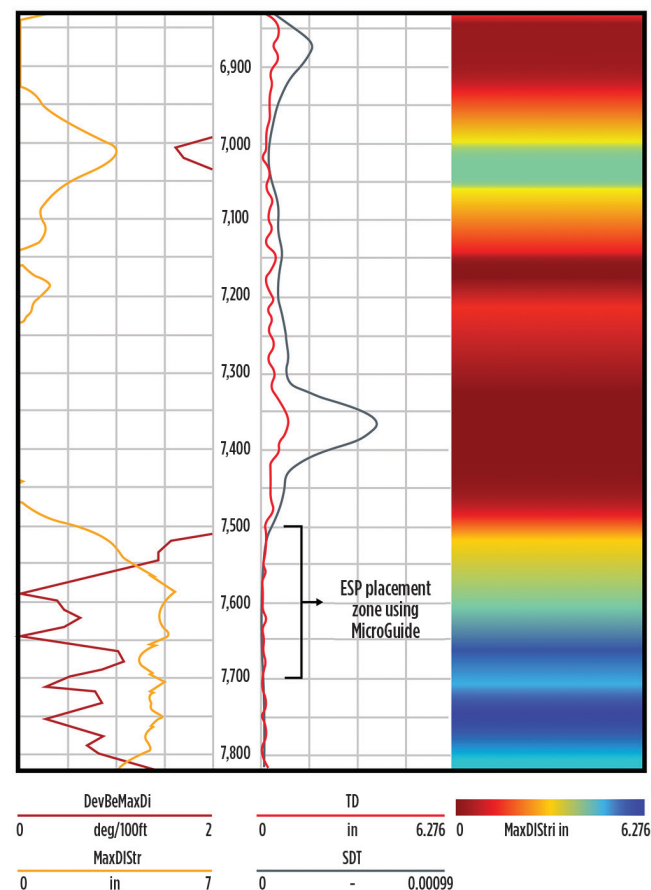 6,900
7,000
7,100
7,200
7,300
7,400
7,500
ESP placement
zone using
MicroGuide
7,600
7,700
7,800
DevBeMaxDi
0 deg/100ft 2
MaxDIStr
0 in 7
TD
0 in 6.276
SDT
0 - 0.00099
0 MaxDIStri in 6.276